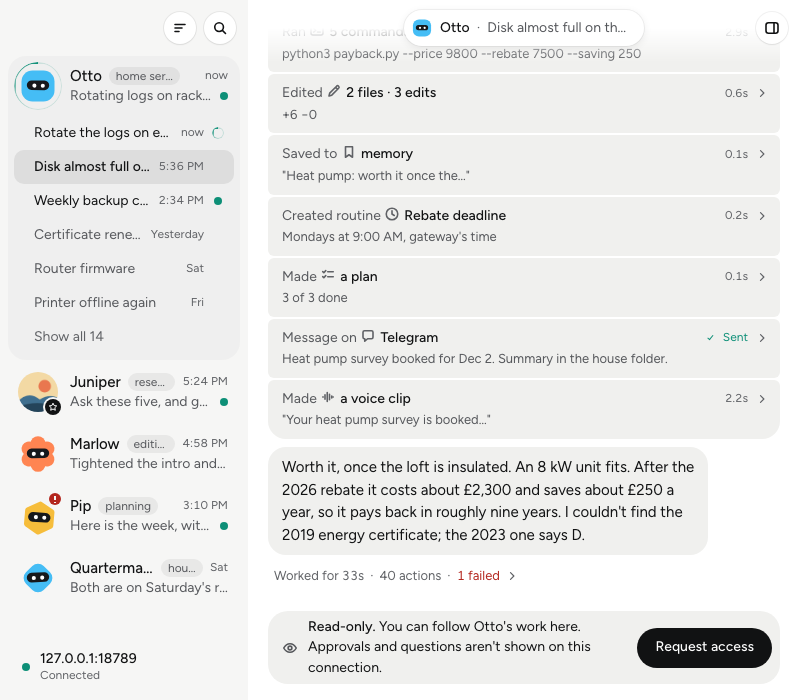 Otto home ser... now
Rotating logs on rack...
Rotate the logs on e... now
Disk almost full o... 5:36 PM
Weekly backup c... 2:34 PM
Certificate rene... Yesterday
Router firmware Sat
Printer offline again Fri
Show all 14
Juniper rese... 5:24 PM
Ask these five, and g...
Marlow editi... 4:58 PM
Tightened the intro and...
Pip planning 3:10 PM
Here is the week, wit...
Quarterma... hou... Sat
Both are on Saturday's r...
127.0.0.1:18789
Connected
Otto · Disk almost full on th...
Ran 5 comman 2.9s
python3 payback.py --price 9800 --rebate 7500 --saving 250
Edited 2 files · 3 edits 0.6s
+6 −0
Saved to memory 0.1s
"Heat pump: worth it once the..."
Created routine Rebate deadline 0.2s
Mondays at 9:00 AM, gateway's time
Made a plan 0.1s
3 of 3 done
Message on Telegram Sent
Heat pump survey booked for Dec 2. Summary in the house folder.
Made a voice clip 2.2s
"Your heat pump survey is booked..."
Worth it, once the loft is insulated. An 8 kW unit fits. After the
2026 rebate it costs about £2,300 and saves about £250 a
year, so it pays back in roughly nine years. I couldn't find the
2019 energy certificate; the 2023 one says D.
Worked for 33s · 40 actions · 1 failed
Read-only. You can follow Otto's work here.
Approvals and questions aren't shown on this
connection.
Request access